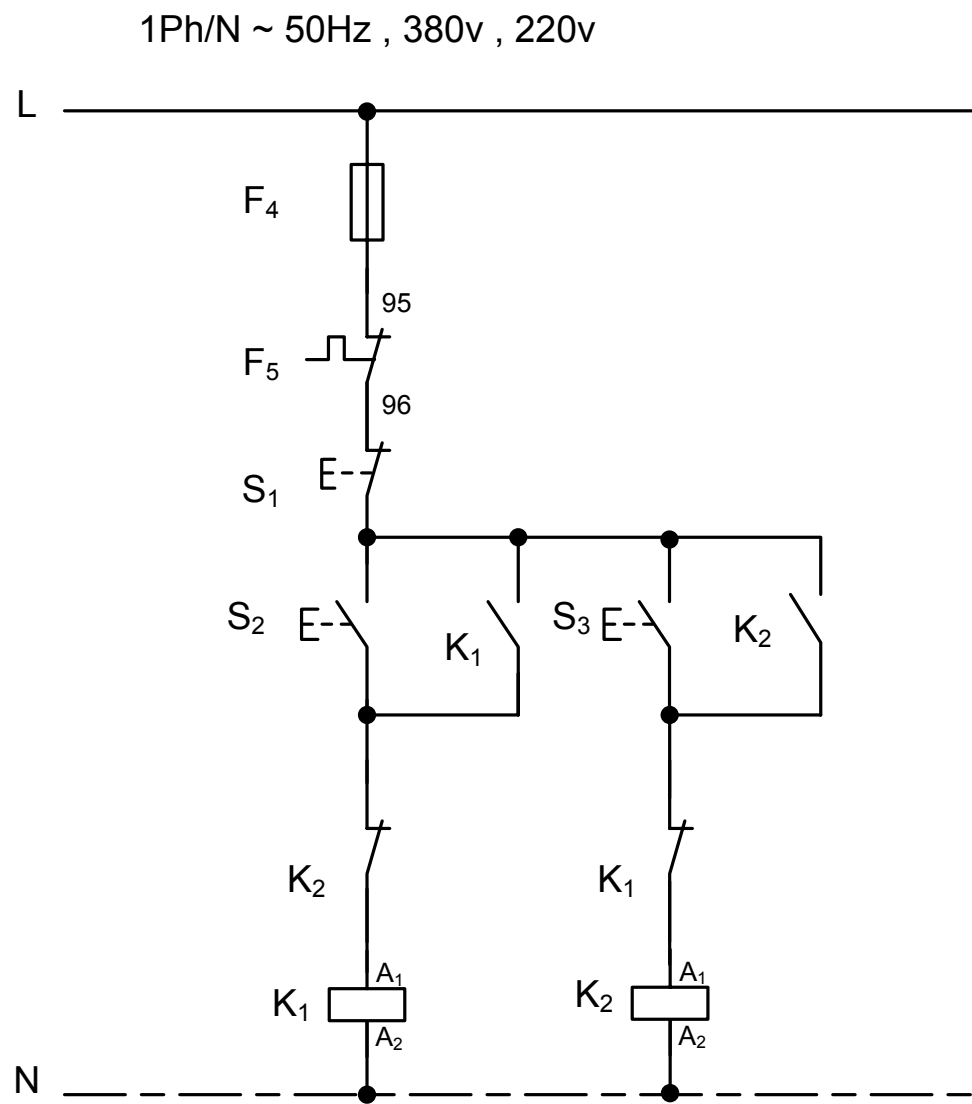 1Ph/N ~ 50Hz , 380v , 220v
L
F₄
95
F₅
96
S₁
S₂
K₁
S₃
K₂
K₂
K₁
K₁
A₁
A₂
K₂
A₁
A₂
N